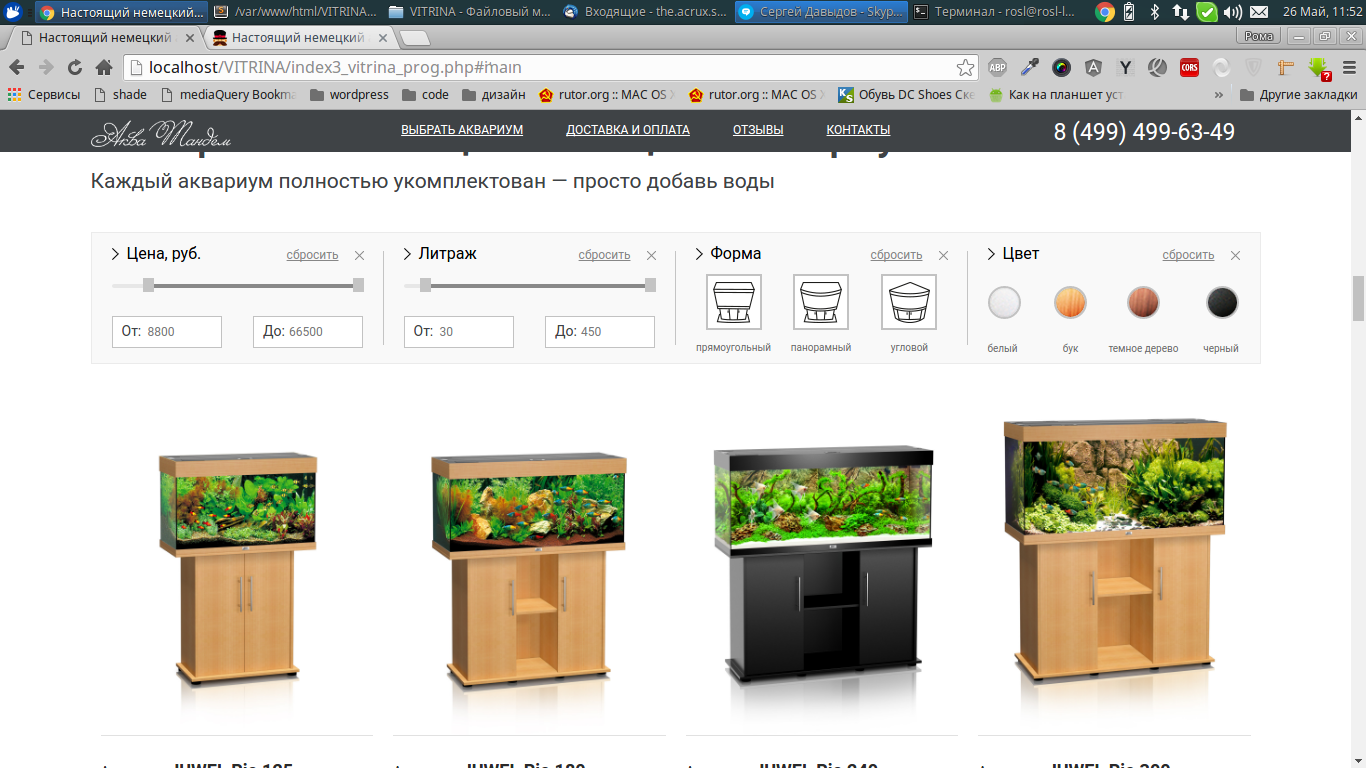 Настоящий немецкий... /var/www/html/VITRINA... VITRINA - Файловый м... Входящие - the.acrux.s... Сергей Давыдов - Skyp... Терминал - rosl@rosl-l... 26 Май, 11:52
Настоящий немецкий Настоящий немецкий Рома
localhost/VITRINA/index3_vitrina_prog.php#main
Сервисы shade mediaQuery Bookma wordpress code дизайн rutor.org :: MAC OS rutor.org :: MAC OS Обувь DC Shoes Ске Как на планшет уст » Другие закладки
Аква Тандем ВЫБРАТЬ АКВАРИУМ ДОСТАВКА И ОПЛАТА ОТЗЫВЫ КОНТАКТЫ 8 (499) 499-63-49
Каждый аквариум полностью укомплектован — просто добавь воды
Цена, руб. сбросить Литраж сбросить Форма сбросить Цвет сбросить
От: 8800 До: 66500 От: 30 До: 450
прямоугольный панорамный угловой белый бук темное дерево черный